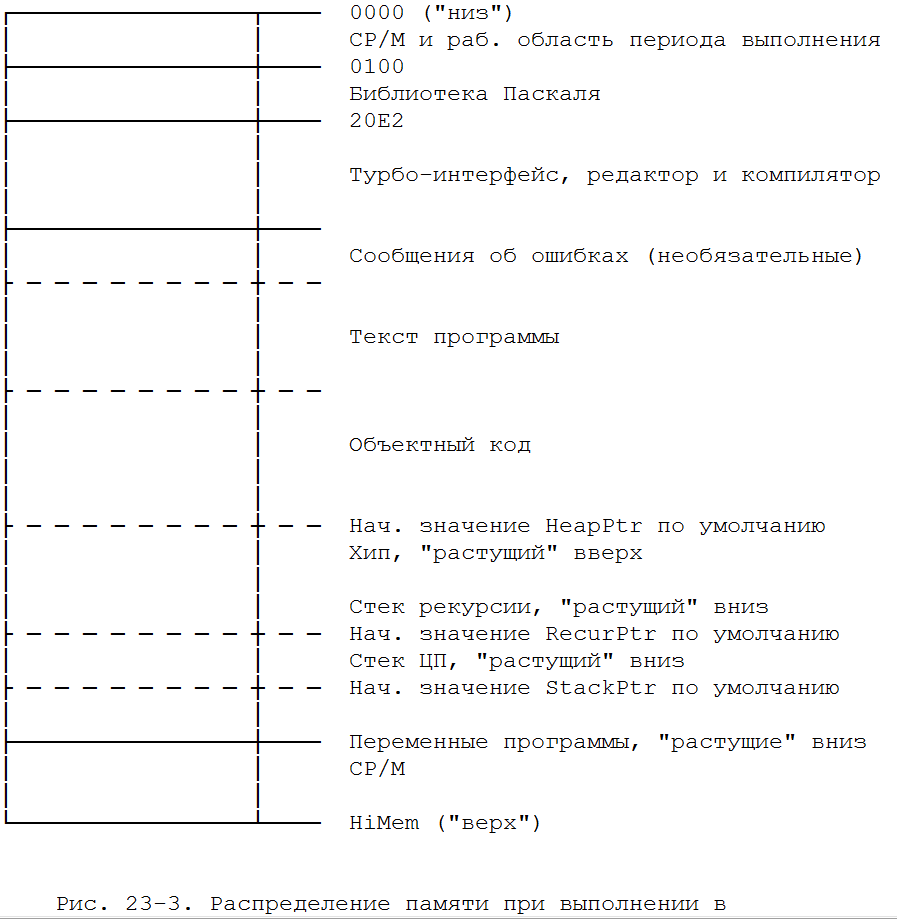 0000 ("низ")
CP/M и раб. область периода выполнения
0100
Библиотека Паскаля
20E2
Турбо-интерфейс, редактор и компилятор
Сообщения об ошибках (необязательные)
Текст программы
Объектный код
Нач. значение HeapPtr по умолчанию
Хип, "растущий" вверх
Стек рекурсии, "растущий" вниз
Нач. значение RecurPtr по умолчанию
Стек ЦП, "растущий" вниз
Нач. значение StackPtr по умолчанию
Переменные программы, "растущие" вниз
CP/M
HiMem ("верх")
Рис. 23-3. Распределение памяти при выполнении в